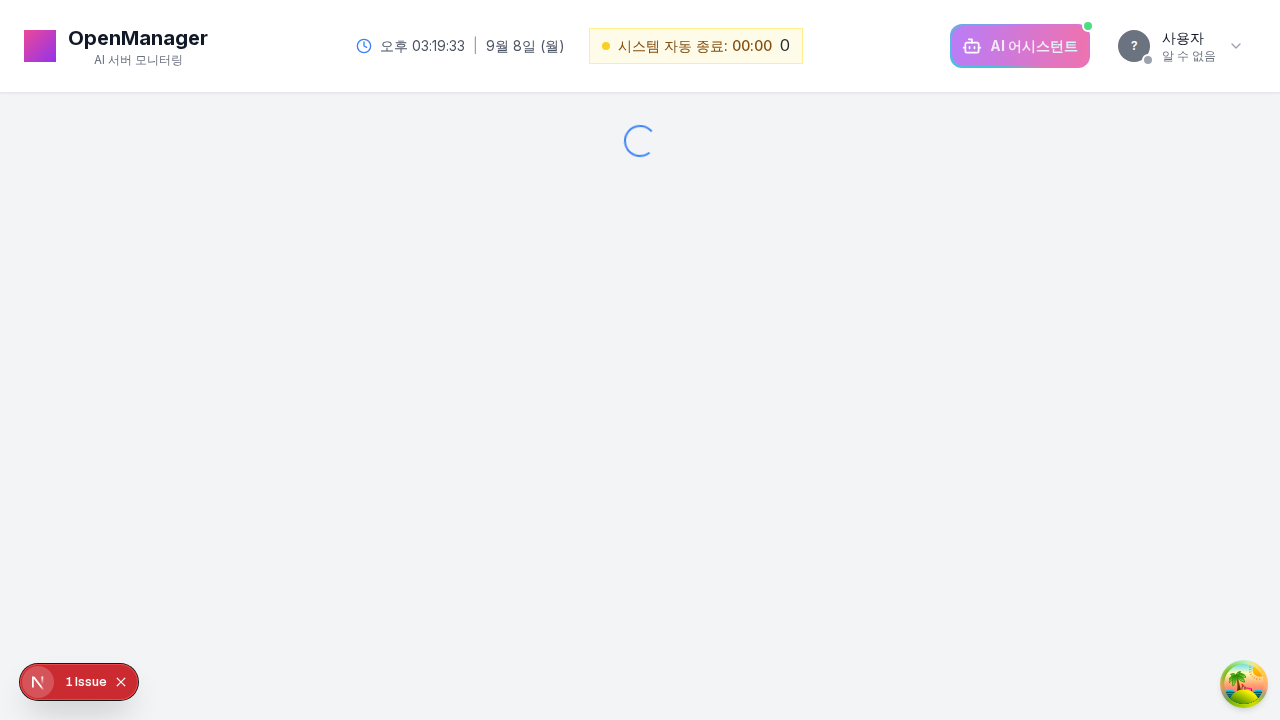 OpenManager
AI 서버 모니터링
오후 03:19:33 | 9월 8일 (월)
시스템 자동 종료: 00:00 0
AI 어시스턴트
?
사용자
알 수 없음
N
1 Issue